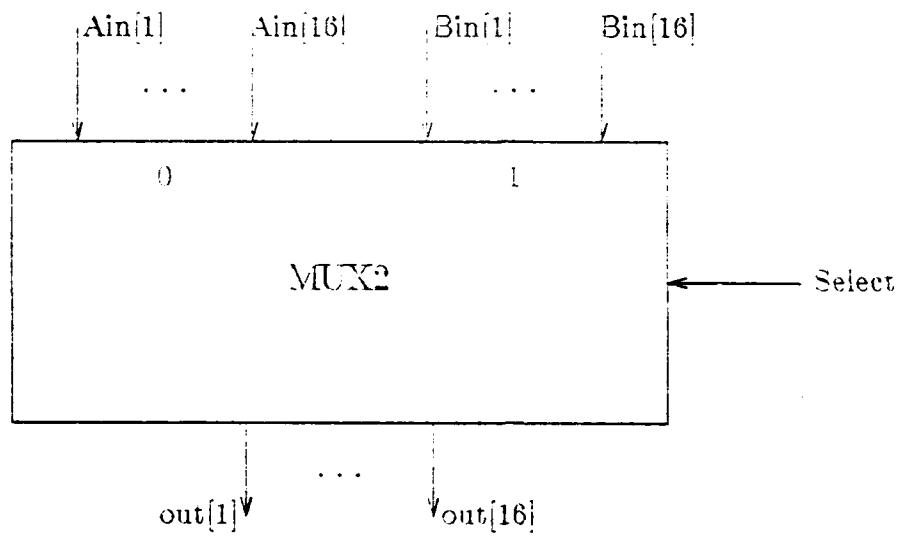 Ain[1] Ain[16] Bin[1] Bin[16]
... ...
0 1
MUX2
Select
...
out[1] out[16]